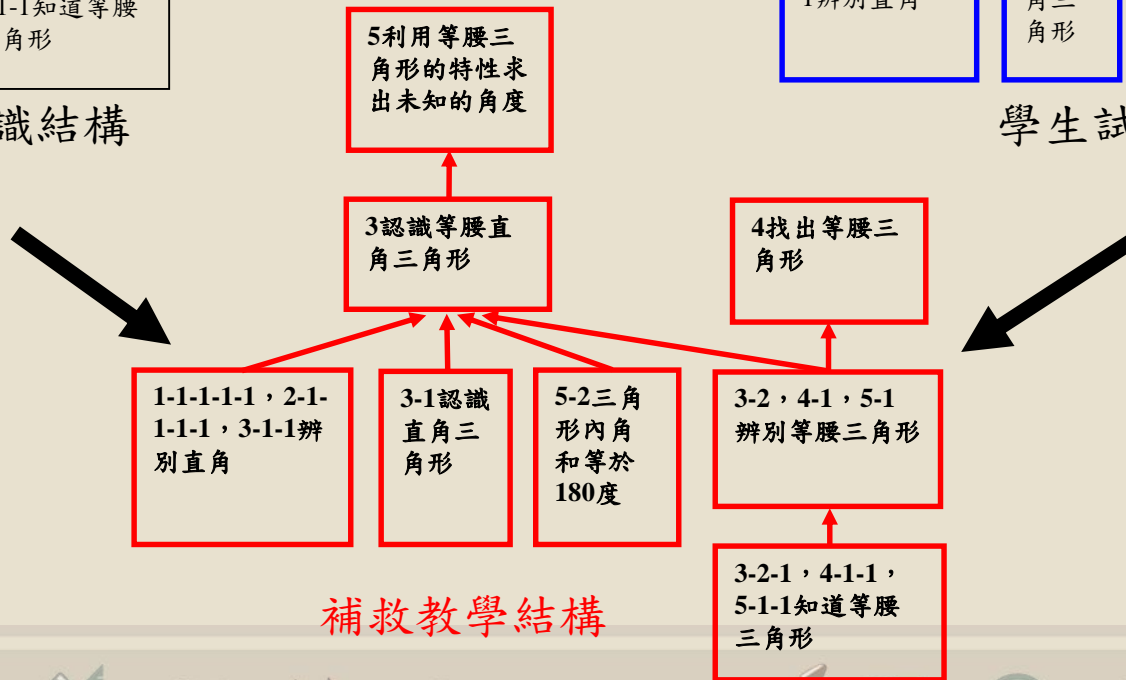 1-1知道等腰
角形
識結構
1辨別直角
角三
角形
學生試
5利用等腰三
角形的特性求
出未知的角度
3認識等腰直
角三角形
4找出等腰三
角形
1-1-1-1-1，2-1-
1-1-1，3-1-1辨
別直角
3-1認識
直角三
角形
5-2三角
形內角
和等於
180度
3-2，4-1，5-1
辨別等腰三角形
3-2-1，4-1-1，
5-1-1知道等腰
三角形
補救教學結構